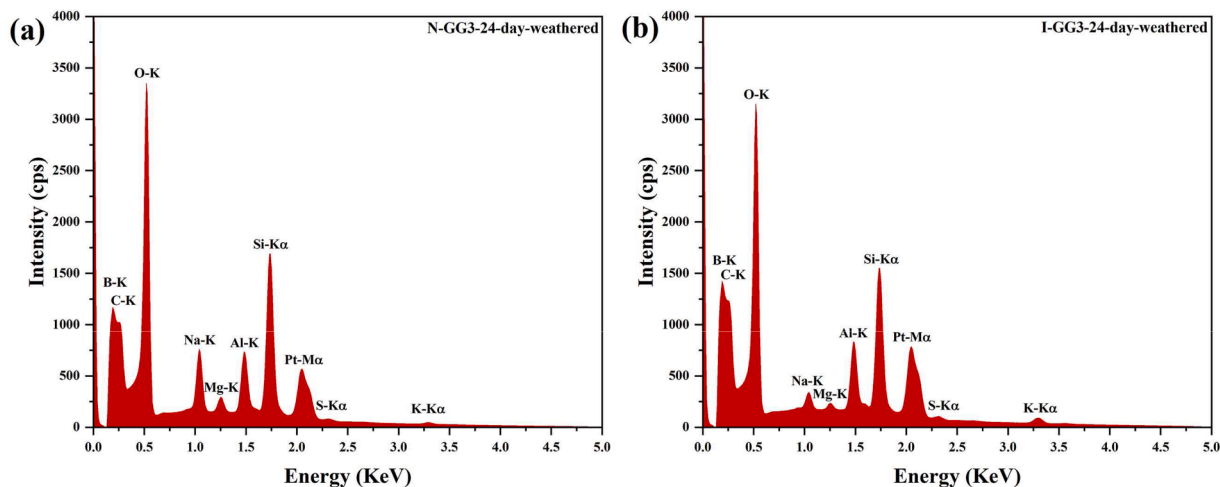 (a)
N-GG3-24-day-weathered
4000
3500
3000
2500
2000
1500
1000
500
0
Intensity (cps)
B-K
C-K
O-K
Na-K
Mg-K
Al-K
Si-Kα
Pt-Mα
S-Kα
K-Kα
0.0 0.5 1.0 1.5 2.0 2.5 3.0 3.5 4.0 4.5 5.0
Energy (KeV)
(b)
I-GG3-24-day-weathered
4000
3500
3000
2500
2000
1500
1000
500
0
Intensity (cps)
B-K
C-K
O-K
Na-K
Mg-K
Al-K
Si-Kα
Pt-Mα
S-Kα
K-Kα
0.0 0.5 1.0 1.5 2.0 2.5 3.0 3.5 4.0 4.5 5.0
Energy (KeV)